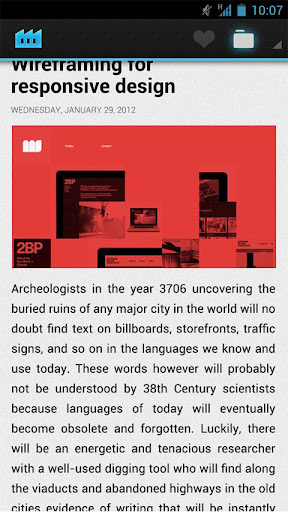 H 10:07
Wireframing for
responsive design
WEDNESDAY, JANUARY 29, 2012
2BP
2BP
Archeologists in the year 3706 uncovering the
buried ruins of any major city in the world will no
doubt find text on billboards, storefronts, traffic
signs, and so on in the languages we know and
use today. These words however will probably
not be understood by 38th Century scientists
because languages of today will eventually
become obsolete and forgotten. Luckily, there
will be an energetic and tenacious researcher
with a well-used digging tool who will find along
the viaducts and abandoned highways in the old
cities evidence of writing that will be instantly